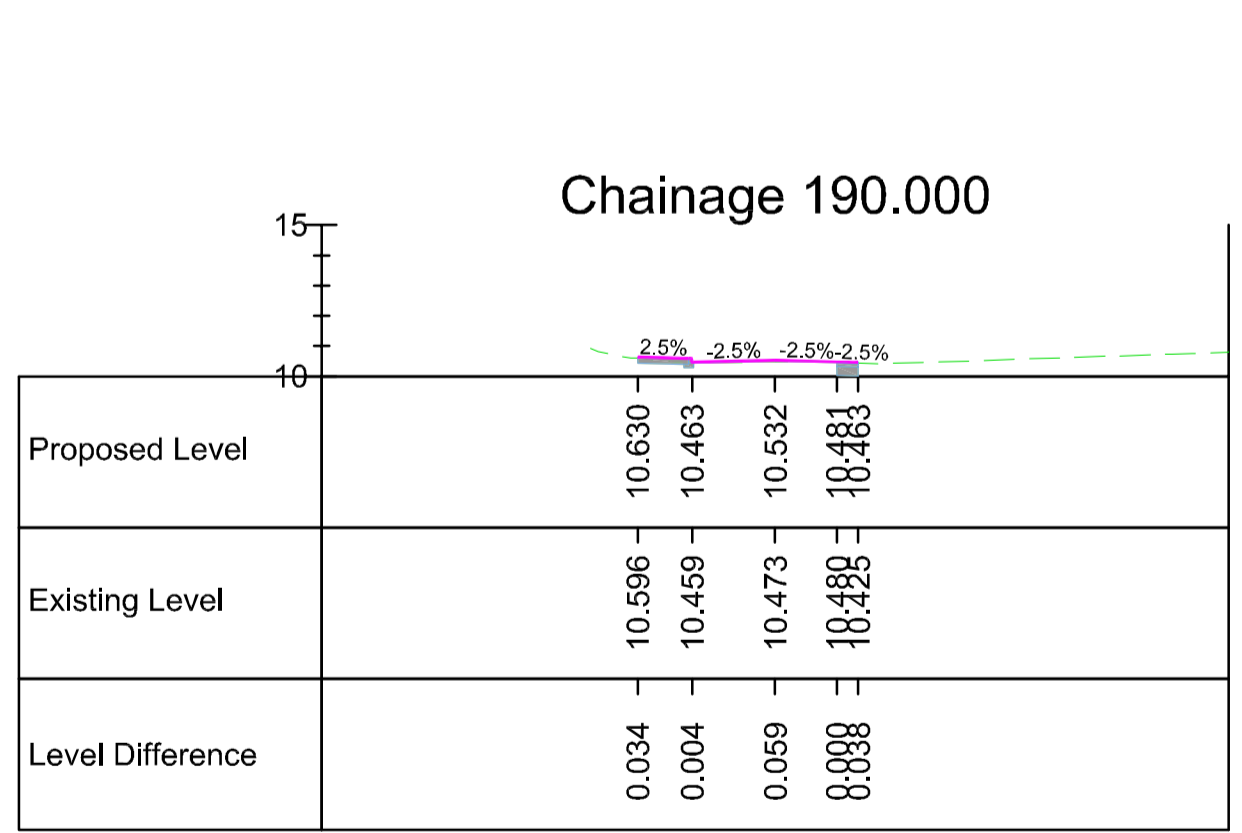 Chainage 190.000
15
2.5% -2.5% -2.5% -2.5%
10
Proposed Level 10.630 10.463 10.532 10.481 10.463
Existing Level 10.596 10.459 10.473 10.480 10.425
Level Difference 0.034 0.004 0.059 0.000 0.038